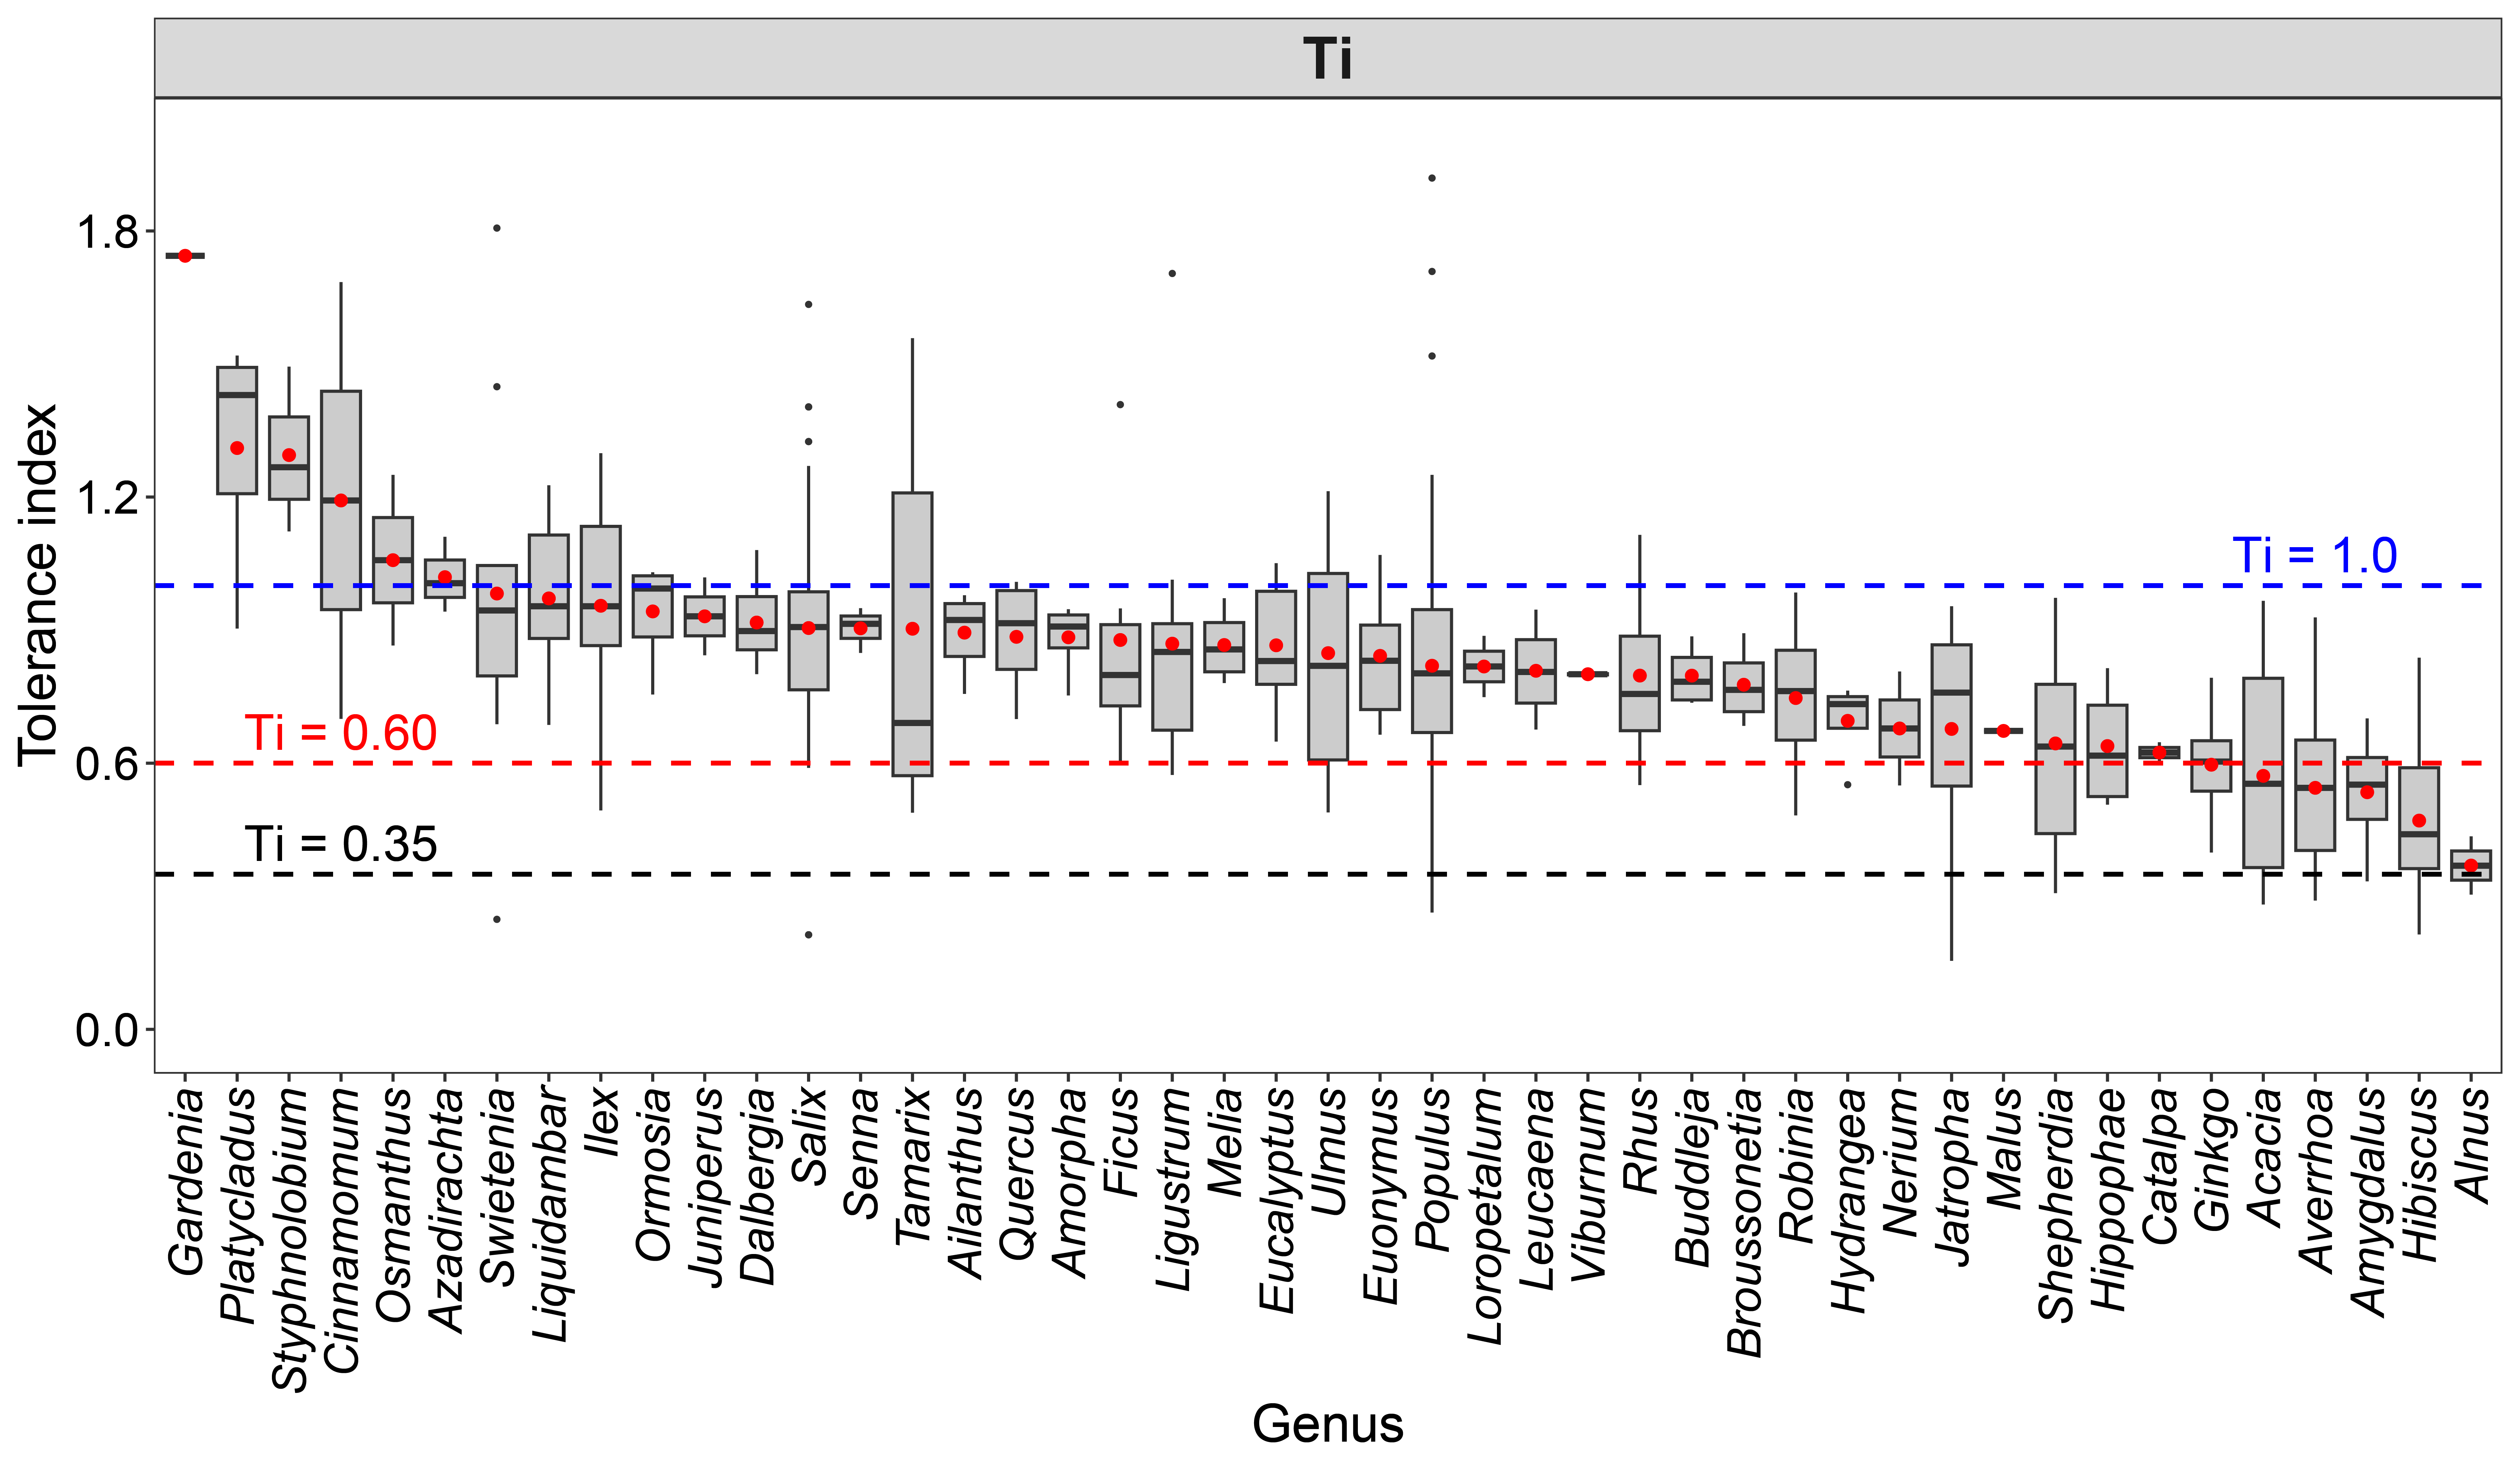 Ti
Tolerance index
1.8
1.2
0.6
0.0
Ti = 1.0
Ti = 0.60
Ti = 0.35
Gardenia
Platycladus
Styphnolobium
Cinnamomum
Osmanthus
Azadirachta
Swietenia
Liquidambar
Illex
Ormosia
Juniperus
Dalbergia
Salix
Senna
Tamarix
Ailanthus
Quercus
Amorpha
Ficus
Ligustrum
Melia
Eucalyptus
Ulmus
Euonymus
Populus
Loropetalum
Leucaena
Viburnum
Rhus
Buddleja
Broussonetia
Robinia
Hydrangea
Nerium
Jatropha
Malus
Shepherdia
Hippophae
Catalpa
Ginkgo
Acacia
Averrhoa
Amygdalus
Hibiscus
Alnus
Genus